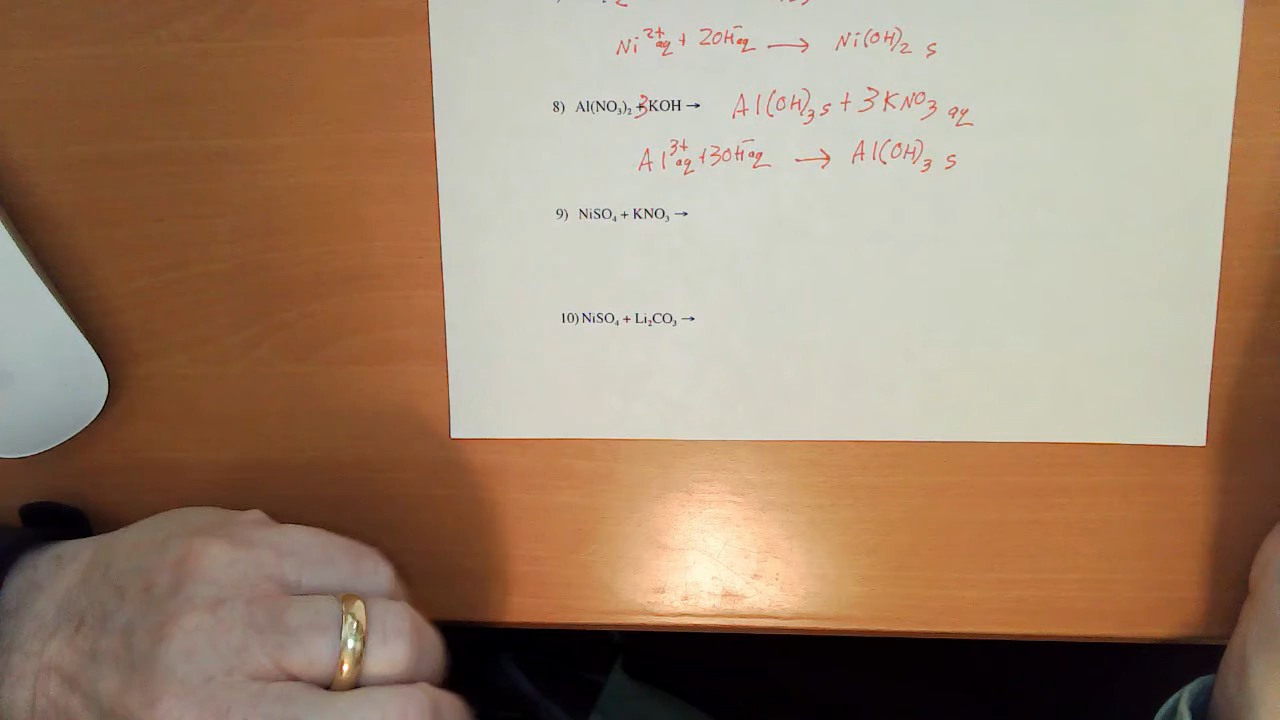 Ni²⁺aq + 2OH⁻aq → Ni(OH)₂ s
8) Al(NO₃)₂ + 3KOH → Al(OH)₃ s + 3KNO₃ aq
Al³⁺aq + 3OH⁻aq → Al(OH)₃ s
9) NiSO₄ + KNO₃ →
10) NiSO₄ + Li₂CO₃ →